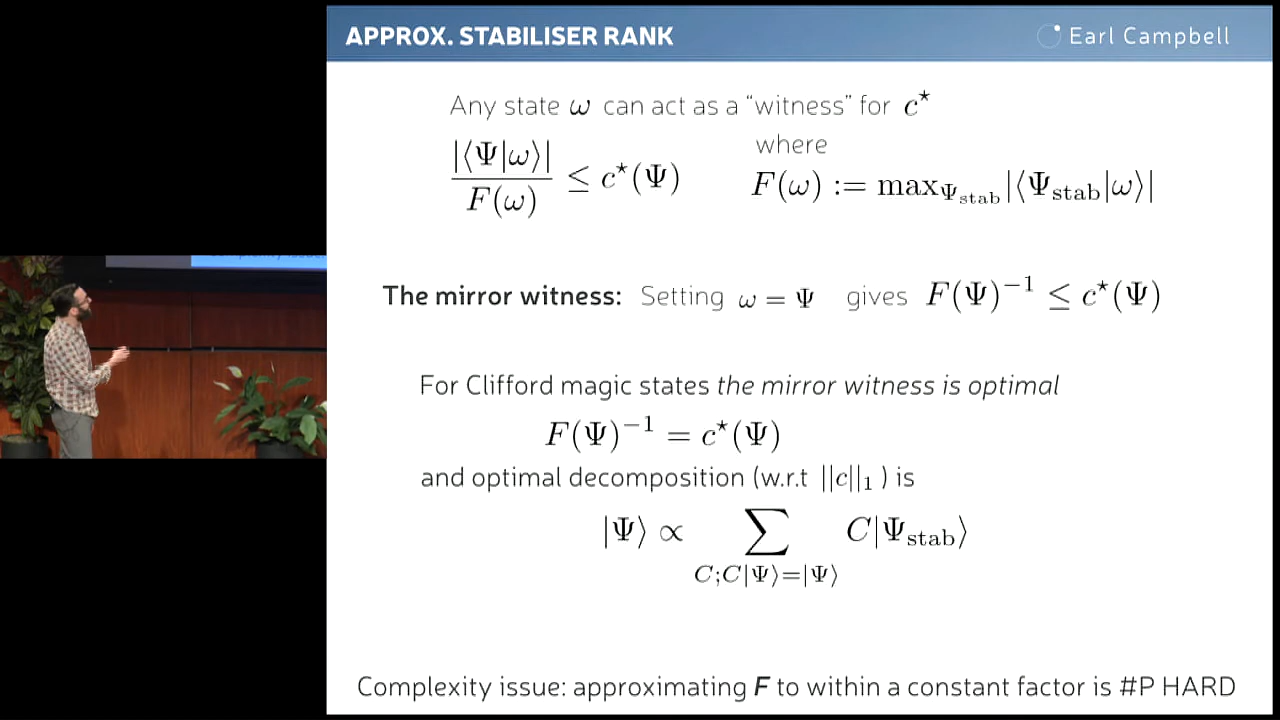 APPROX. STABILISER RANK
Earl Campbell
Any state ω can act as a “witness” for c⋆
where
|⟨Ψ|ω⟩| / F(ω) ≤ c⋆(Ψ)
F(ω) := max_{Ψ_stab} |⟨Ψ_stab|ω⟩|
The mirror witness: Setting ω = Ψ gives F(Ψ)⁻¹ ≤ c⋆(Ψ)
For Clifford magic states the mirror witness is optimal
F(Ψ)⁻¹ = c⋆(Ψ)
and optimal decomposition (w.r.t ||c||₁ ) is
|Ψ⟩ ∝ ∑_{C;C|Ψ⟩=|Ψ⟩} C|Ψ_stab⟩
Complexity issue: approximating F to within a constant factor is #P HARD